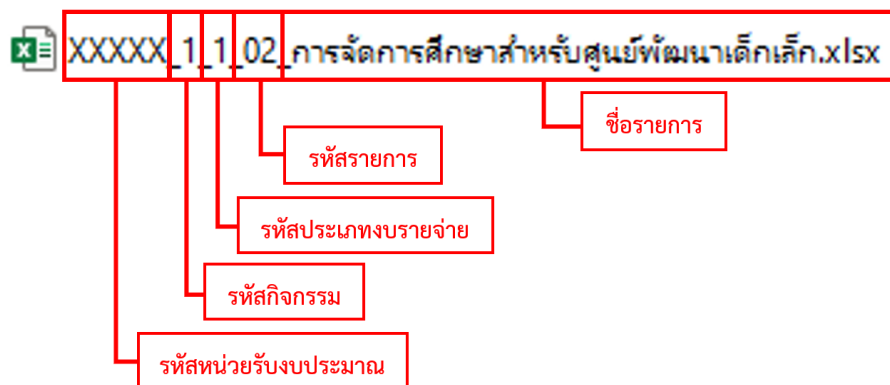 XXXXX_1_1_02_การจัดการศึกษาสำหรับศูนย์พัฒนาเด็กเล็ก.xlsx
ชื่อรายการ
รหัสรายการ
รหัสประเภทงบรายจ่าย
รหัสกิจกรรม
รหัสหน่วยรับงบประมาณ